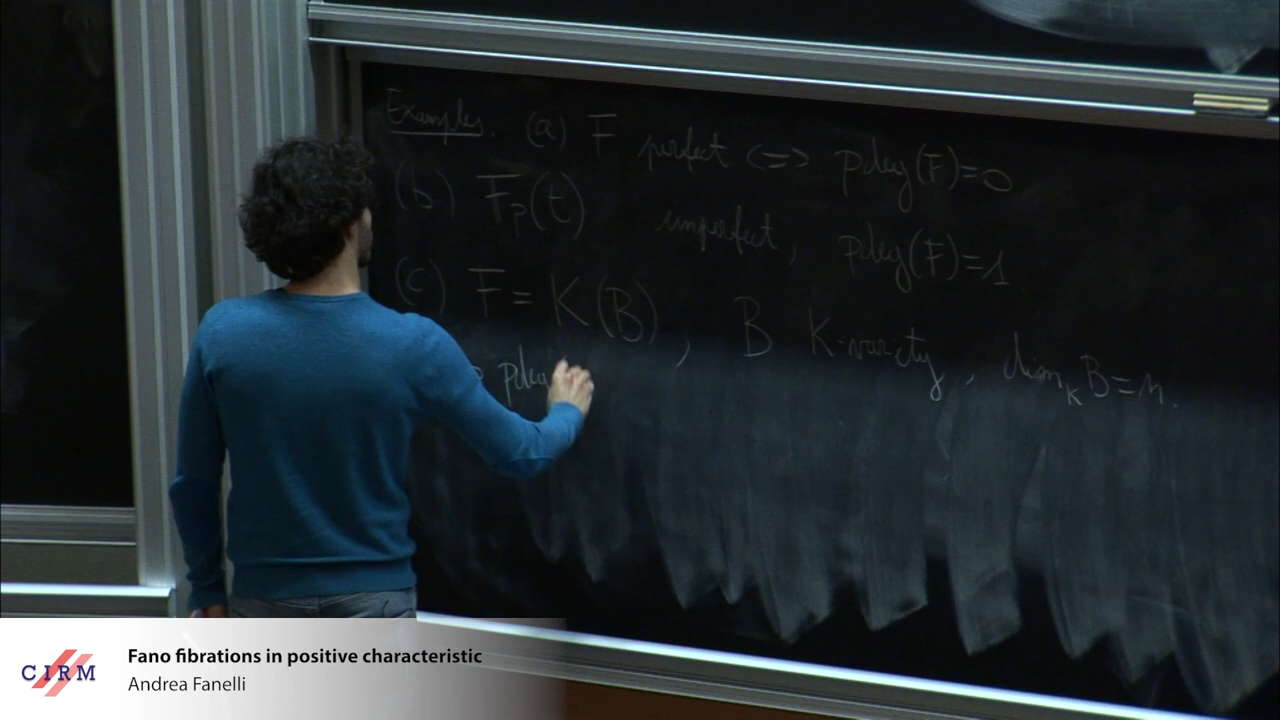 Examples. (a) F perfect <=> pdeg(F)=0
(b) F_p(t) imperfect, pdeg(F)=1
(c) F = K(B), B K-variety, dim_K B = n.
pdeg
CIRM
Fano fibrations in positive characteristic
Andrea Fanelli